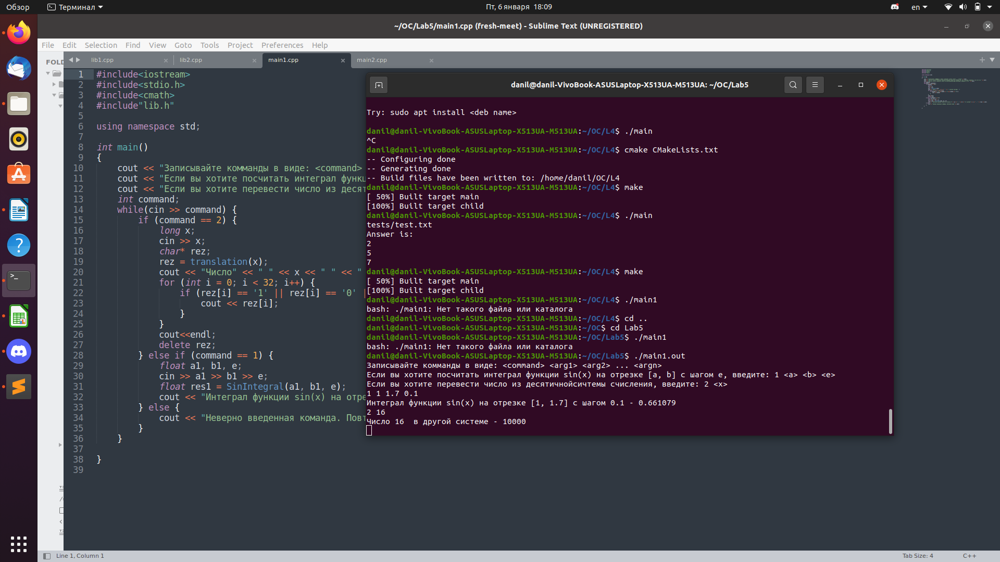 Обзор
Терминал
Пт, 6 января 18:09
en
~/OC/Lab5/main1.cpp (fresh-meet) - Sublime Text (UNREGISTERED)
File Edit Selection Find View Goto Tools Project Preferences Help
FOLD
lib1.cpp
lib2.cpp
main1.cpp
main2.cpp
1 #include<iostream>
2 #include<stdio.h>
3 #include<cmath>
4 #include"lib.h"
5
6 using namespace std;
7
8 int main()
9 {
10 cout << "Записывайте комманды в виде: <command>
11 cout << "Если вы хотите посчитать интеграл функц
12 cout << "Если вы хотите перевести число из десят
13 int command;
14 while(cin >> command) {
15 if (command == 2) {
16 long x;
17 cin >> x;
18 char* rez;
19 rez = translation(x);
20 cout << "Число" << " " << x << " " << "
21 for (int i = 0; i < 32; i++) {
22 if (rez[i] == '1' || rez[i] == '0' |
23 cout << rez[i];
24 }
25 }
26 cout<<endl;
27 delete rez;
28 } else if (command == 1) {
29 float a1, b1, e;
30 cin >> a1 >> b1 >> e;
31 float res1 = SinIntegral(a1, b1, e);
32 cout << "Интеграл функции sin(x) на отре
33 } else {
34 cout << "Неверно введенная команда. Повт
35 }
36 }
37
38 }
39
danil@danil-VivoBook-ASUSLaptop-X513UA-M513UA: ~/OC/Lab5
Try: sudo apt install <deb name>
danil@danil-VivoBook-ASUSLaptop-X513UA-M513UA:~/OC/L4$ ./main
^C
danil@danil-VivoBook-ASUSLaptop-X513UA-M513UA:~/OC/L4$ cmake CMakeLists.txt
-- Configuring done
-- Generating done
-- Build files have been written to: /home/danil/OC/L4
danil@danil-VivoBook-ASUSLaptop-X513UA-M513UA:~/OC/L4$ make
[ 50%] Built target main
[100%] Built target child
danil@danil-VivoBook-ASUSLaptop-X513UA-M513UA:~/OC/L4$ ./main
tests/test.txt
Answer is:
2
5
7
danil@danil-VivoBook-ASUSLaptop-X513UA-M513UA:~/OC/L4$ make
[ 50%] Built target main
[100%] Built target child
danil@danil-VivoBook-ASUSLaptop-X513UA-M513UA:~/OC/L4$ ./main1
bash: ./main1: Нет такого файла или каталога
danil@danil-VivoBook-ASUSLaptop-X513UA-M513UA:~/OC/L4$ cd ..
danil@danil-VivoBook-ASUSLaptop-X513UA-M513UA:~/OC$ cd Lab5
danil@danil-VivoBook-ASUSLaptop-X513UA-M513UA:~/OC/Lab5$ ./main1
bash: ./main1: Нет такого файла или каталога
danil@danil-VivoBook-ASUSLaptop-X513UA-M513UA:~/OC/Lab5$ ./main1.out
Записывайте комманды в виде: <command> <arg1> <arg2> ... <argn>
Если вы хотите посчитать интеграл функции sin(x) на отрезке [a, b] с шагом e, введите: 1 <a> <b> <e>
Если вы хотите перевести число из десятичнойсичтемы счисления, введите: 2 <x>
1 1 1.7 0.1
Интеграл функции sin(x) на отрезке [1, 1.7] с шагом 0.1 - 0.661079
2 16
Число 16  в другой системе - 10000
Line 1, Column 1
Tab Size: 4
C++